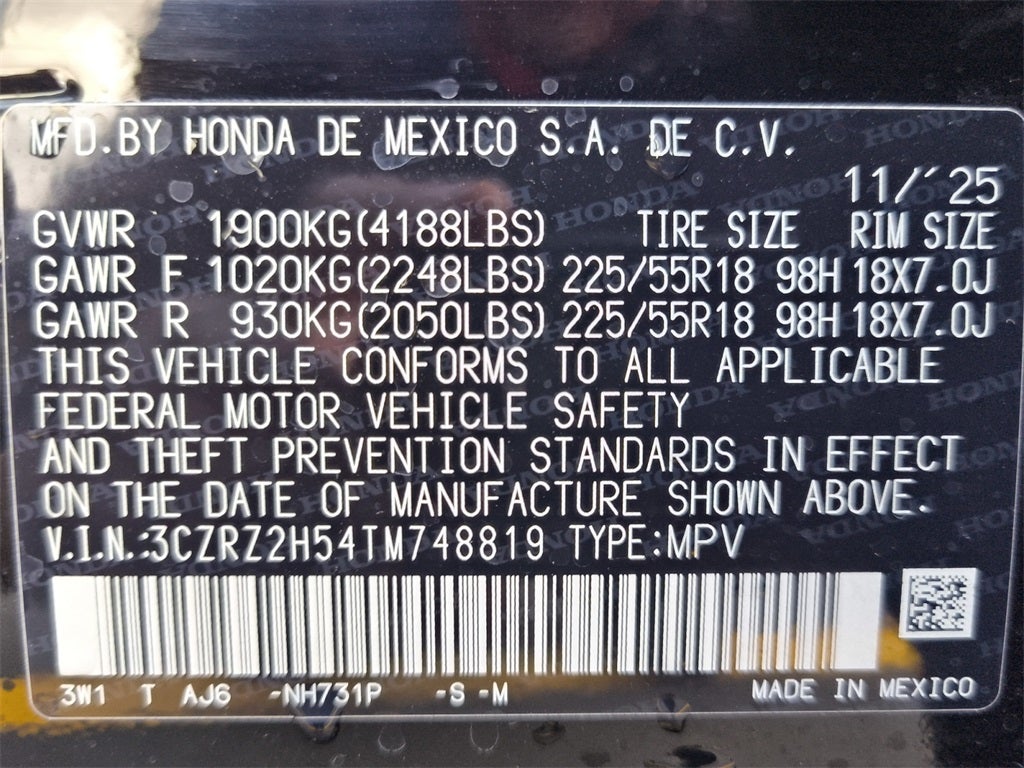 MFD.BY HONDA DE MEXICO S.A. DE C.V.
11/´25
GVWR 1900KG(4188LBS) TIRE SIZE RIM SIZE
GAWR F 1020KG(2248LBS) 225/55R18 98H 18X7.0J
GAWR R 930KG(2050LBS) 225/55R18 98H 18X7.0J
THIS VEHICLE CONFORMS TO ALL APPLICABLE
FEDERAL MOTOR VEHICLE SAFETY
AND THEFT PREVENTION STANDARDS IN EFFECT
ON THE DATE OF MANUFACTURE SHOWN ABOVE.
V.I.N.:3CZRZ2H54TM748819 TYPE:MPV
3W1 T AJ6 -NH731P -S -M MADE IN MEXICO